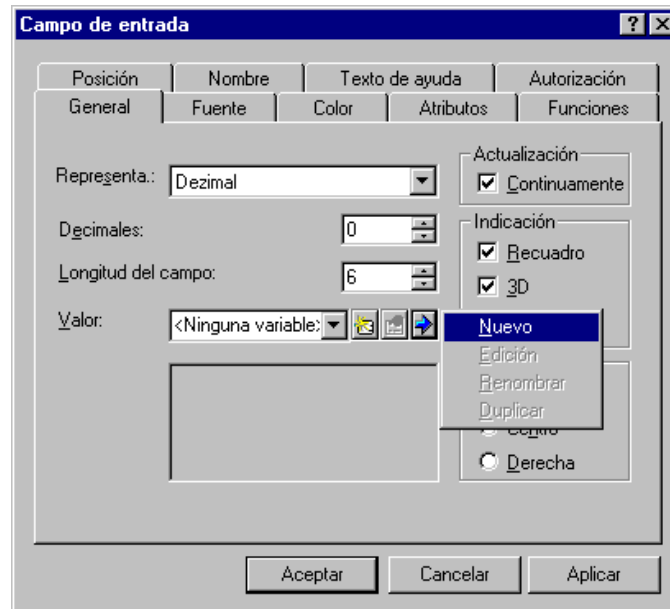 Campo de entrada
Posición Nombre Texto de ayuda Autorización
General Fuente Color Atributos Funciones
Representa.: Dezimal
Actualización
Continuamente
Decimales: 0
Indicación
Recuadro
Longitud del campo: 6
3D
Valor: <Ninguna variable>
Nuevo
Edición
Renombrar
Duplicar
Centro
Derecha
Aceptar Cancelar Aplicar